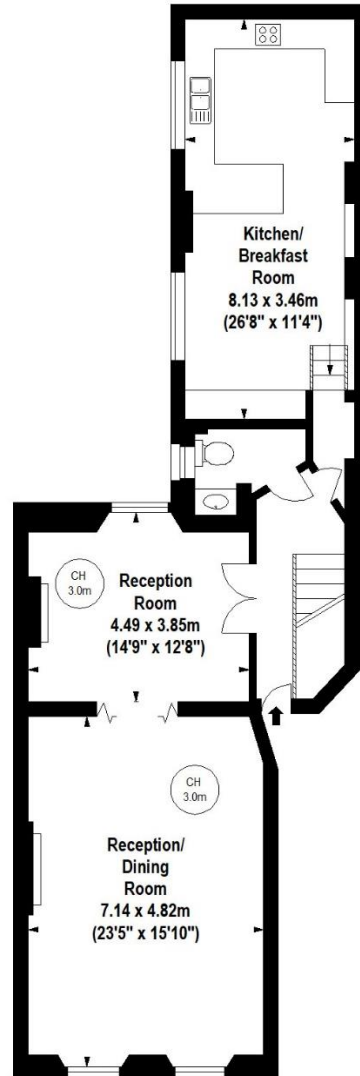 Kitchen/
Breakfast
Room
8.13 x 3.46m
(26'8" x 11'4")
CH
3.0m
Reception
Room
4.49 x 3.85m
(14'9" x 12'8")
CH
3.0m
Reception/
Dining
Room
7.14 x 4.82m
(23'5" x 15'10")